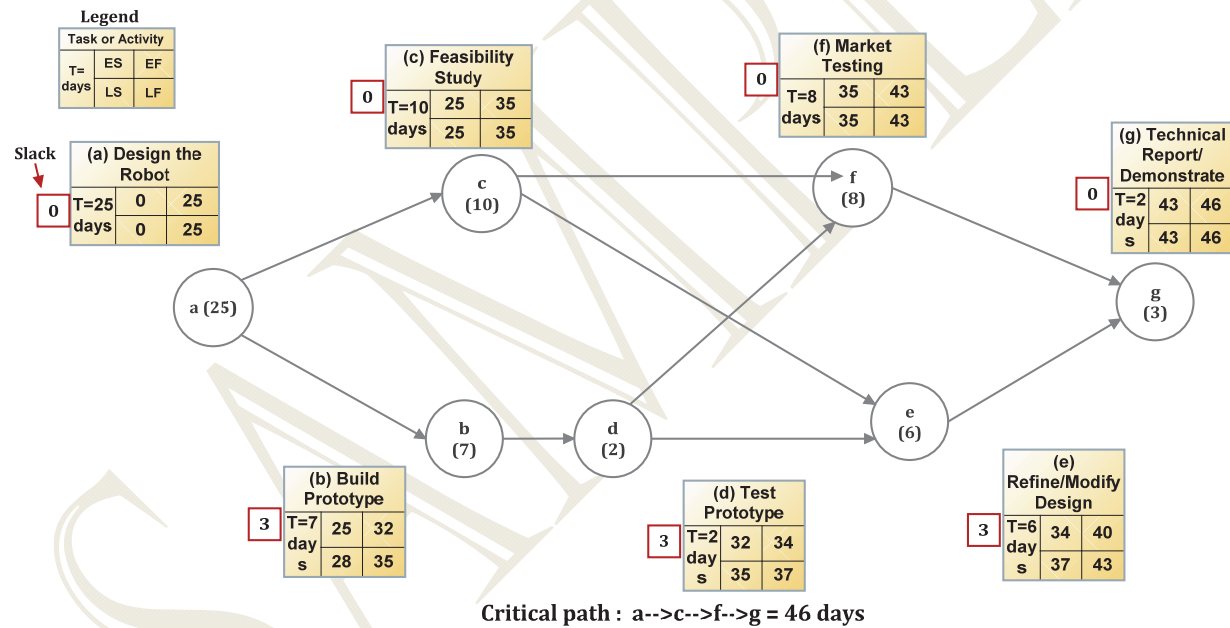 Legend
Task or Activity
T=
days
ES EF
LS LF
Slack
0
(a) Design the
Robot
T=25
days
0 25
0 25
0
(c) Feasibility
Study
T=10
days
25 35
25 35
0
(f) Market
Testing
T=8
days
35 43
35 43
0
(g) Technical
Report/
Demonstrate
T=2
day
s
43 46
43 46
c
(10)
f
(8)
a (25)
g
(3)
b
(7)
d
(2)
e
(6)
3
(b) Build
Prototype
T=7
day
s
25 32
28 35
3
(d) Test
Prototype
T=2
day
s
32 34
35 37
3
(e)
Refine/Modify
Design
T=6
day
s
34 40
37 43
Critical path : a-->c-->f-->g = 46 days
SAMPLE